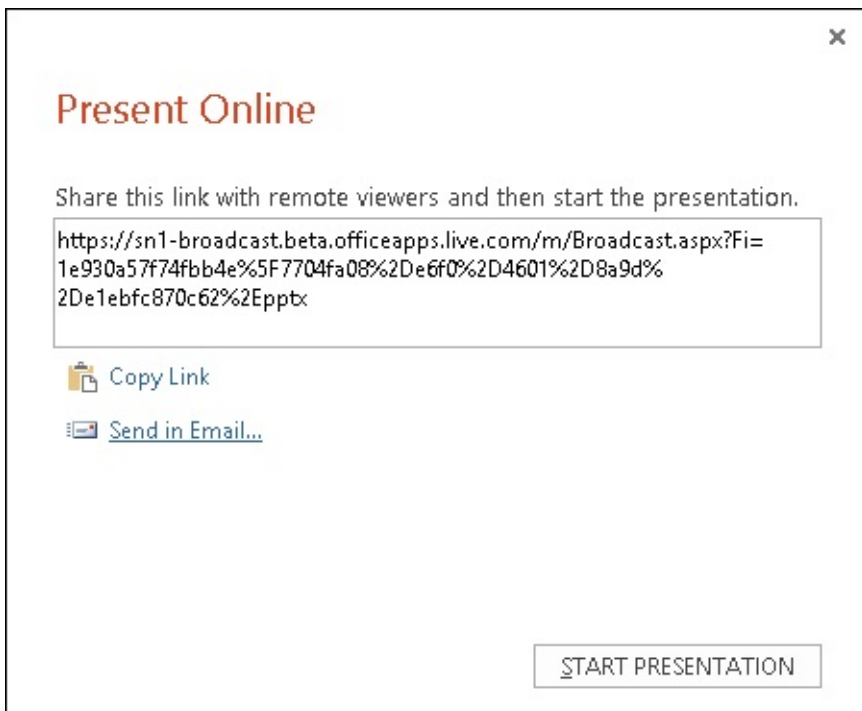 Present Online
Share this link with remote viewers and then start the presentation.
https://sn1-broadcast.beta.officeapps.live.com/m/Broadcast.aspx?Fi=
1e930a57f74fbb4e%5F7704fa08%2De6f0%2D4601%2D8a9d%
2De1ebfc870c62%2Epptx
Copy Link
Send in Email...
START PRESENTATION